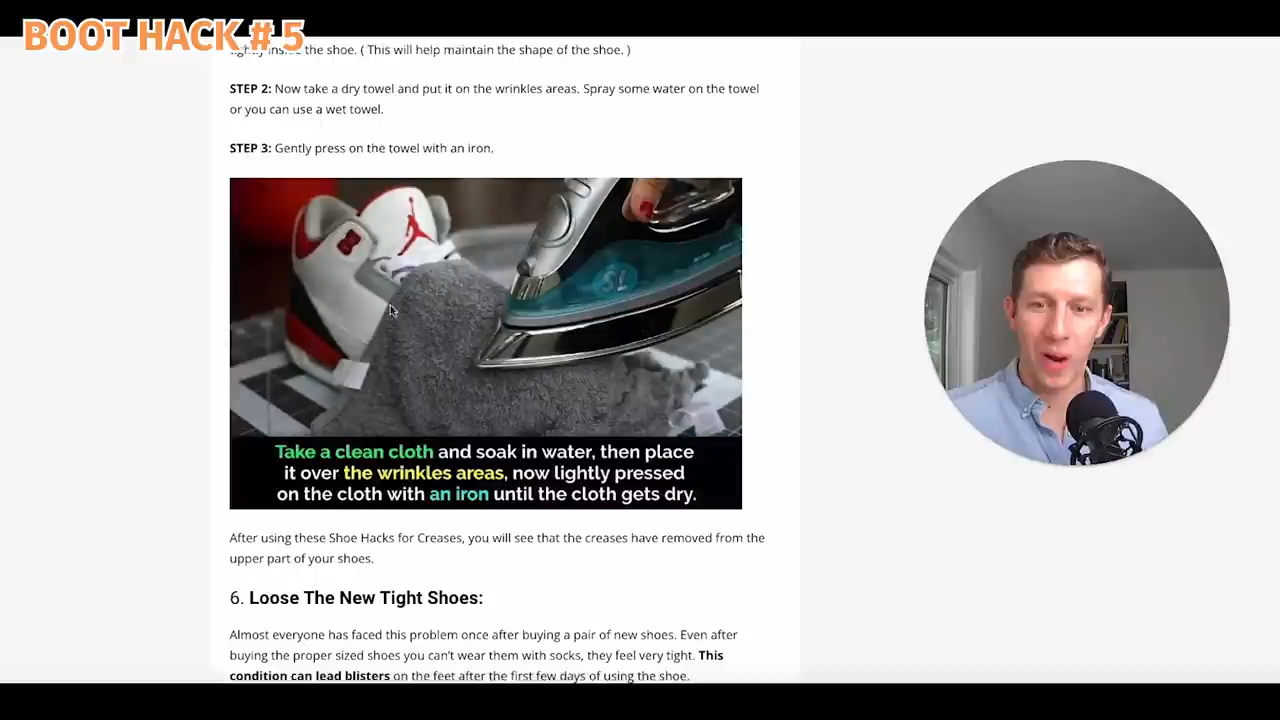 BOOT HACK # 5
the shoe. ( This will help maintain the shape of the shoe. )
STEP 2: Now take a dry towel and put it on the wrinkles areas. Spray some water on the towel
or you can use a wet towel.
STEP 3: Gently press on the towel with an iron.
SL
Take a clean cloth and soak in water, then place
it over the wrinkles areas, now lightly pressed
on the cloth with an iron until the cloth gets dry.
After using these Shoe Hacks for Creases, you will see that the creases have removed from the
upper part of your shoes.
6. Loose The New Tight Shoes:
Almost everyone has faced this problem once after buying a pair of new shoes. Even after
buying the proper sized shoes you can't wear them with socks, they feel very tight. This
condition can lead blisters on the feet after the first few days of using the shoe.